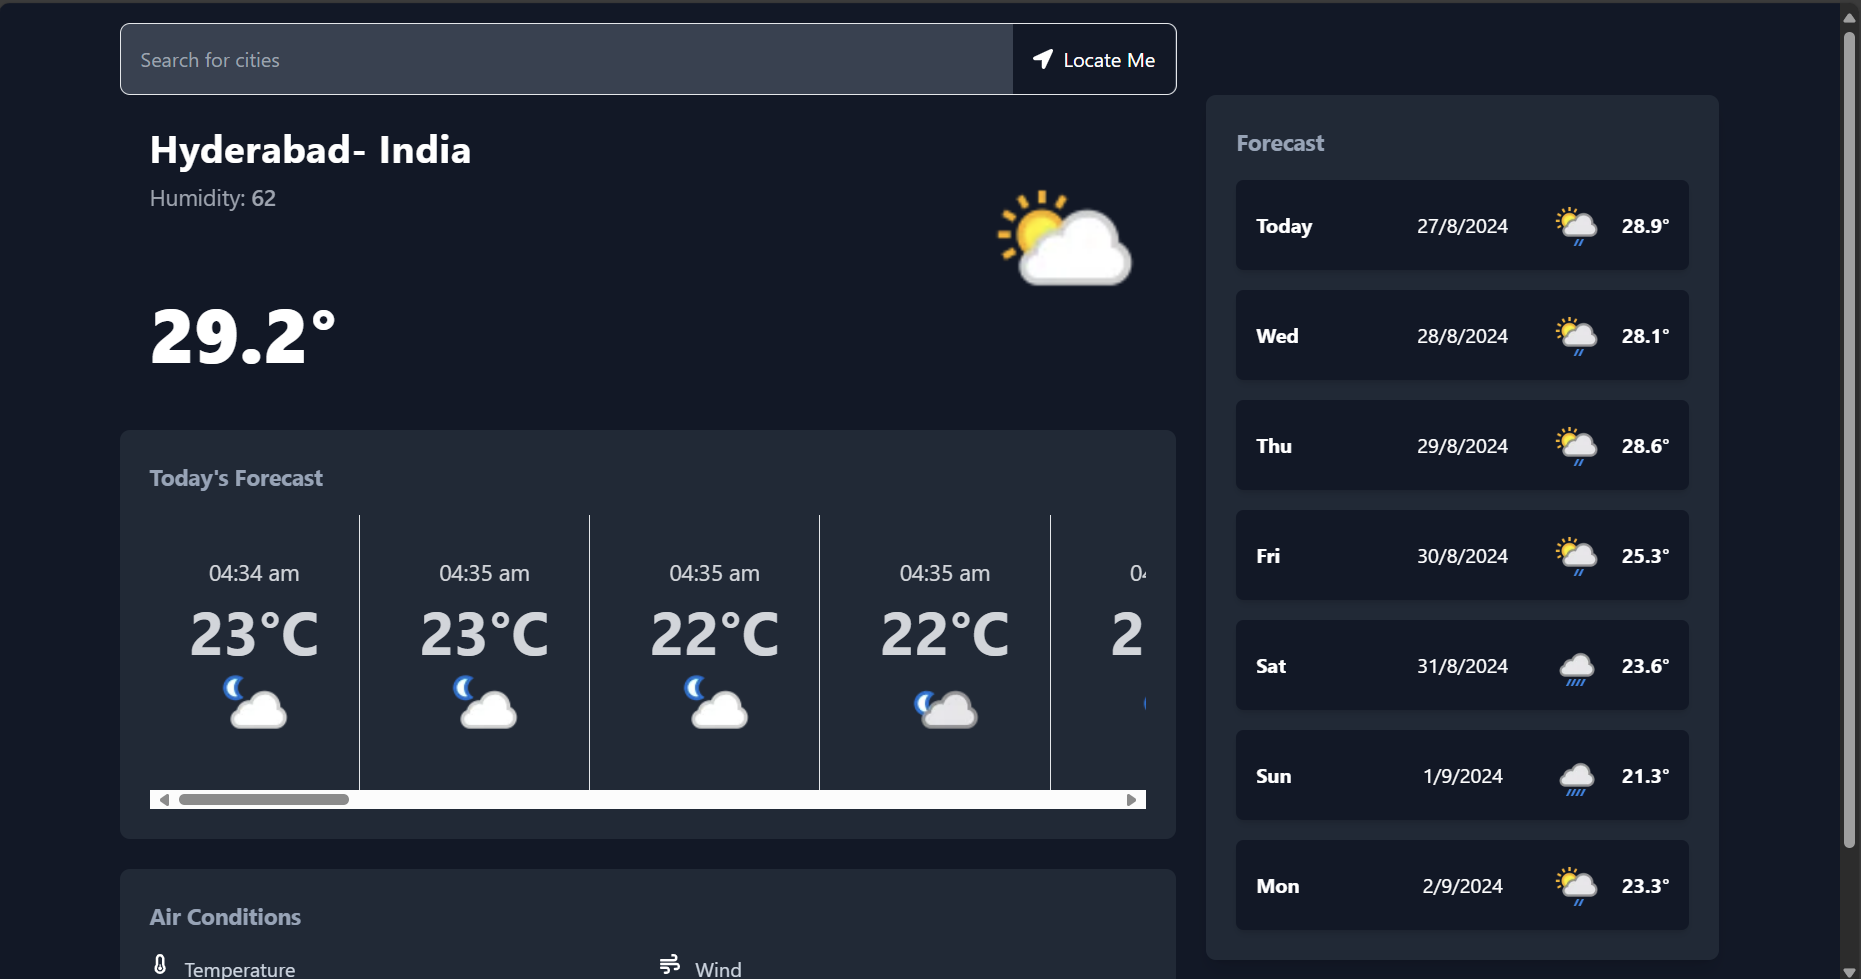 Search for cities
Locate Me
Hyderabad- India
Humidity: 62
29.2°
Today's Forecast
04:34 am
23°C
04:35 am
23°C
04:35 am
22°C
04:35 am
22°C
Air Conditions
Temperature
Wind
Forecast
Today 27/8/2024 28.9°
Wed 28/8/2024 28.1°
Thu 29/8/2024 28.6°
Fri 30/8/2024 25.3°
Sat 31/8/2024 23.6°
Sun 1/9/2024 21.3°
Mon 2/9/2024 23.3°